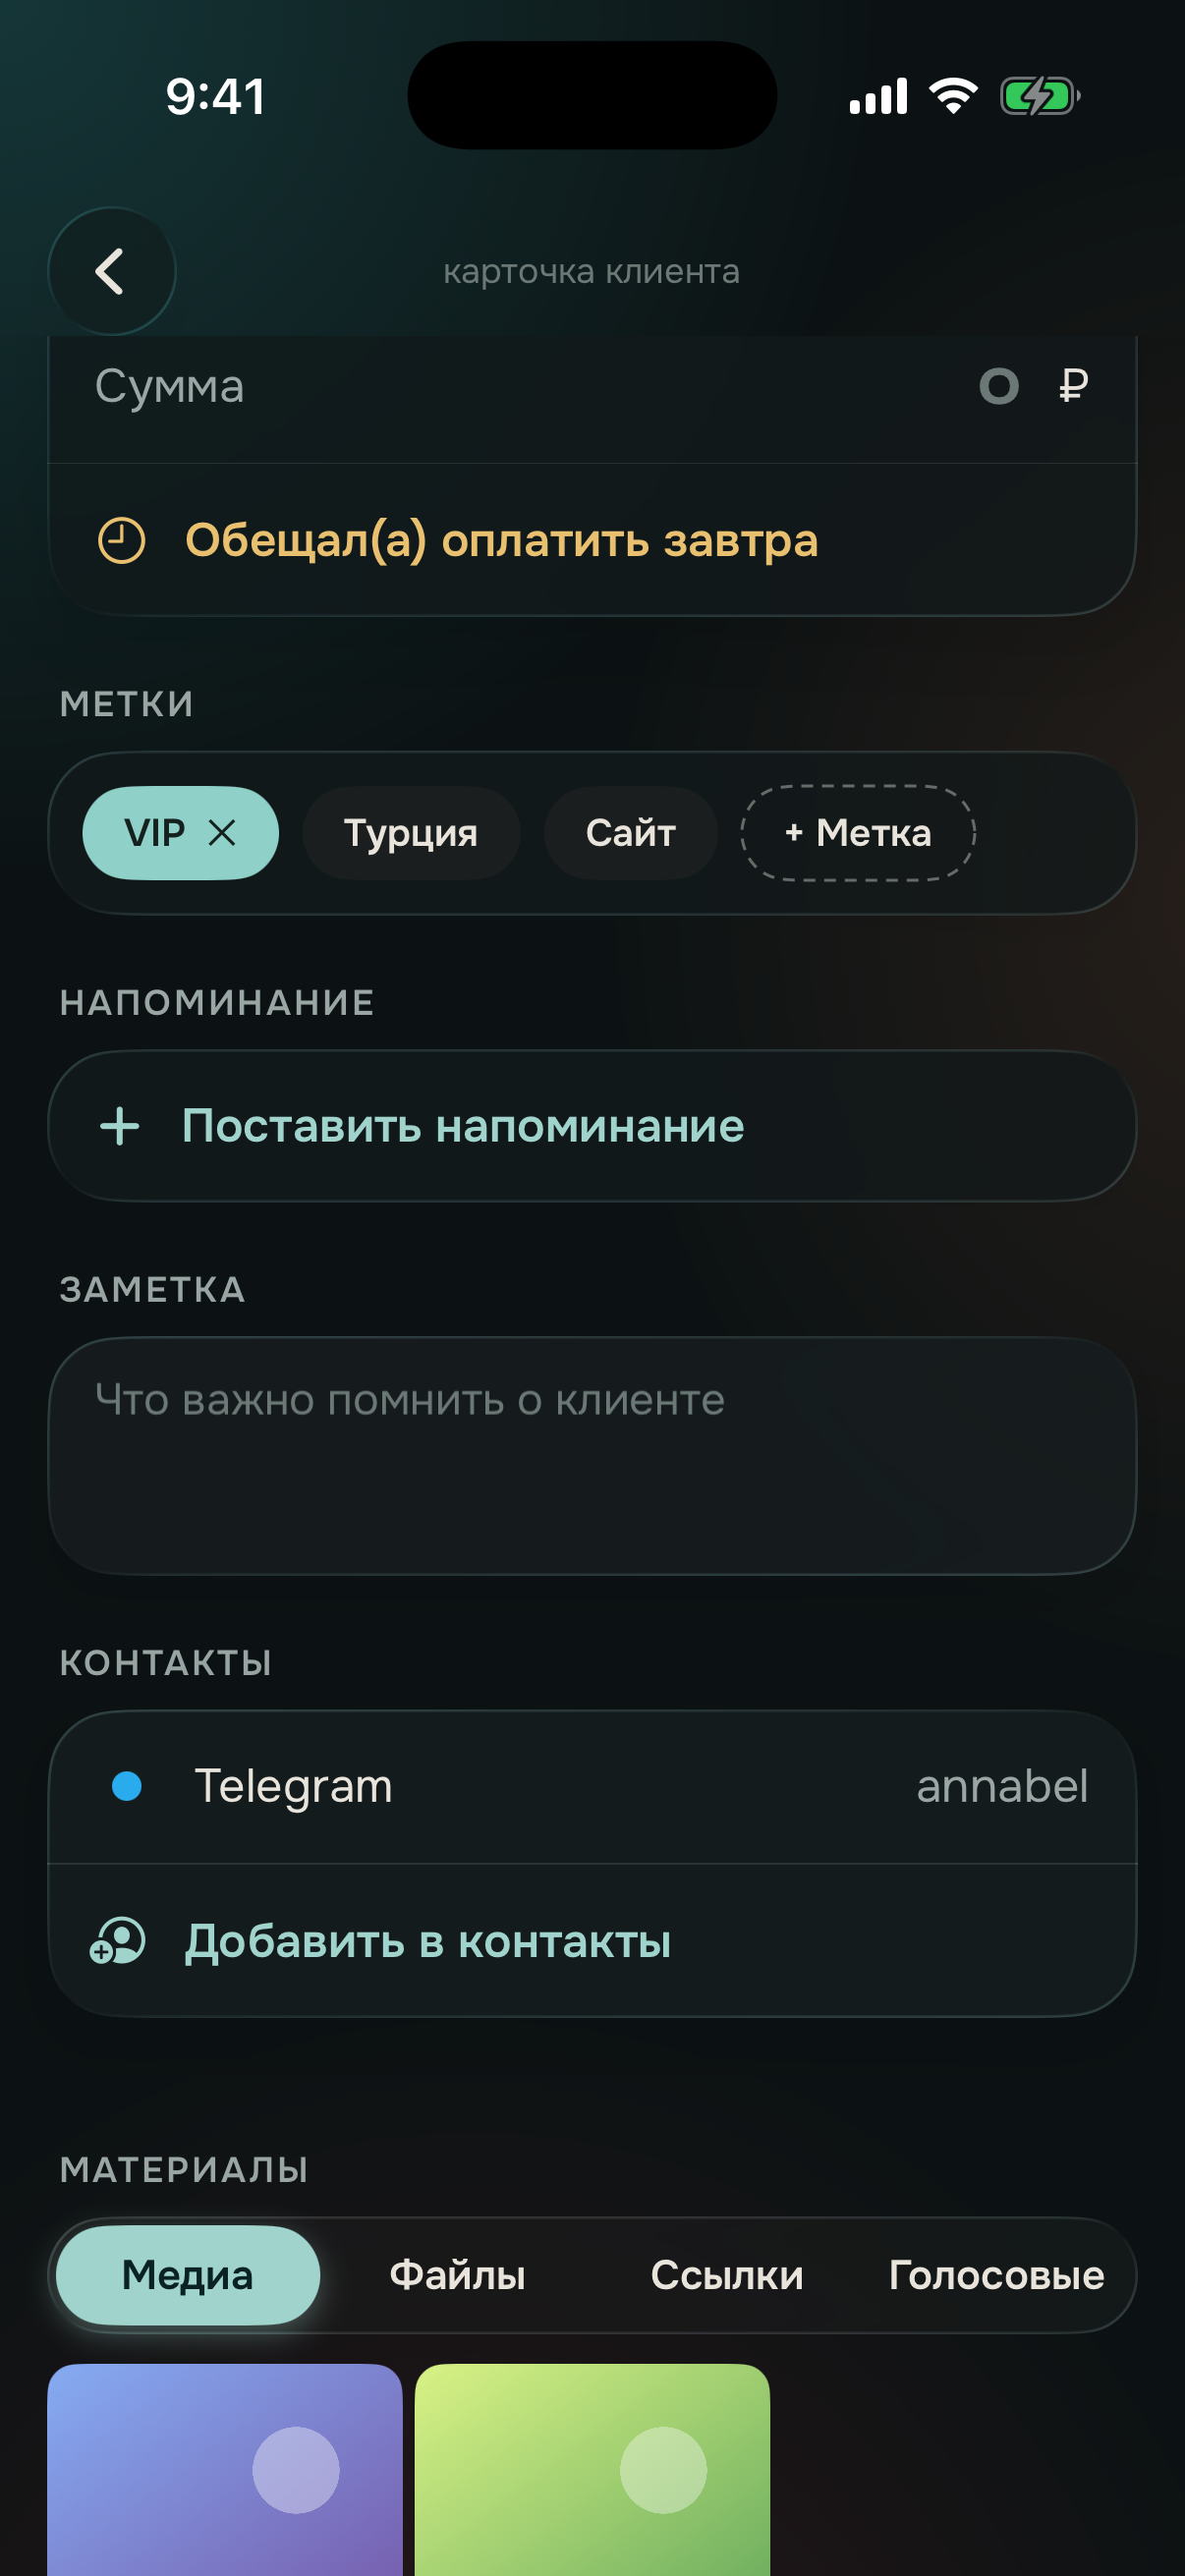 9:41
карточка клиента
Сумма 0 ₽
Обещал(а) оплатить завтра
МЕТКИ
VIP × Турция Сайт + Метка
НАПОМИНАНИЕ
+ Поставить напоминание
ЗАМЕТКА
Что важно помнить о клиенте
КОНТАКТЫ
Telegram annabel
Добавить в контакты
МАТЕРИАЛЫ
Медиа Файлы Ссылки Голосовые